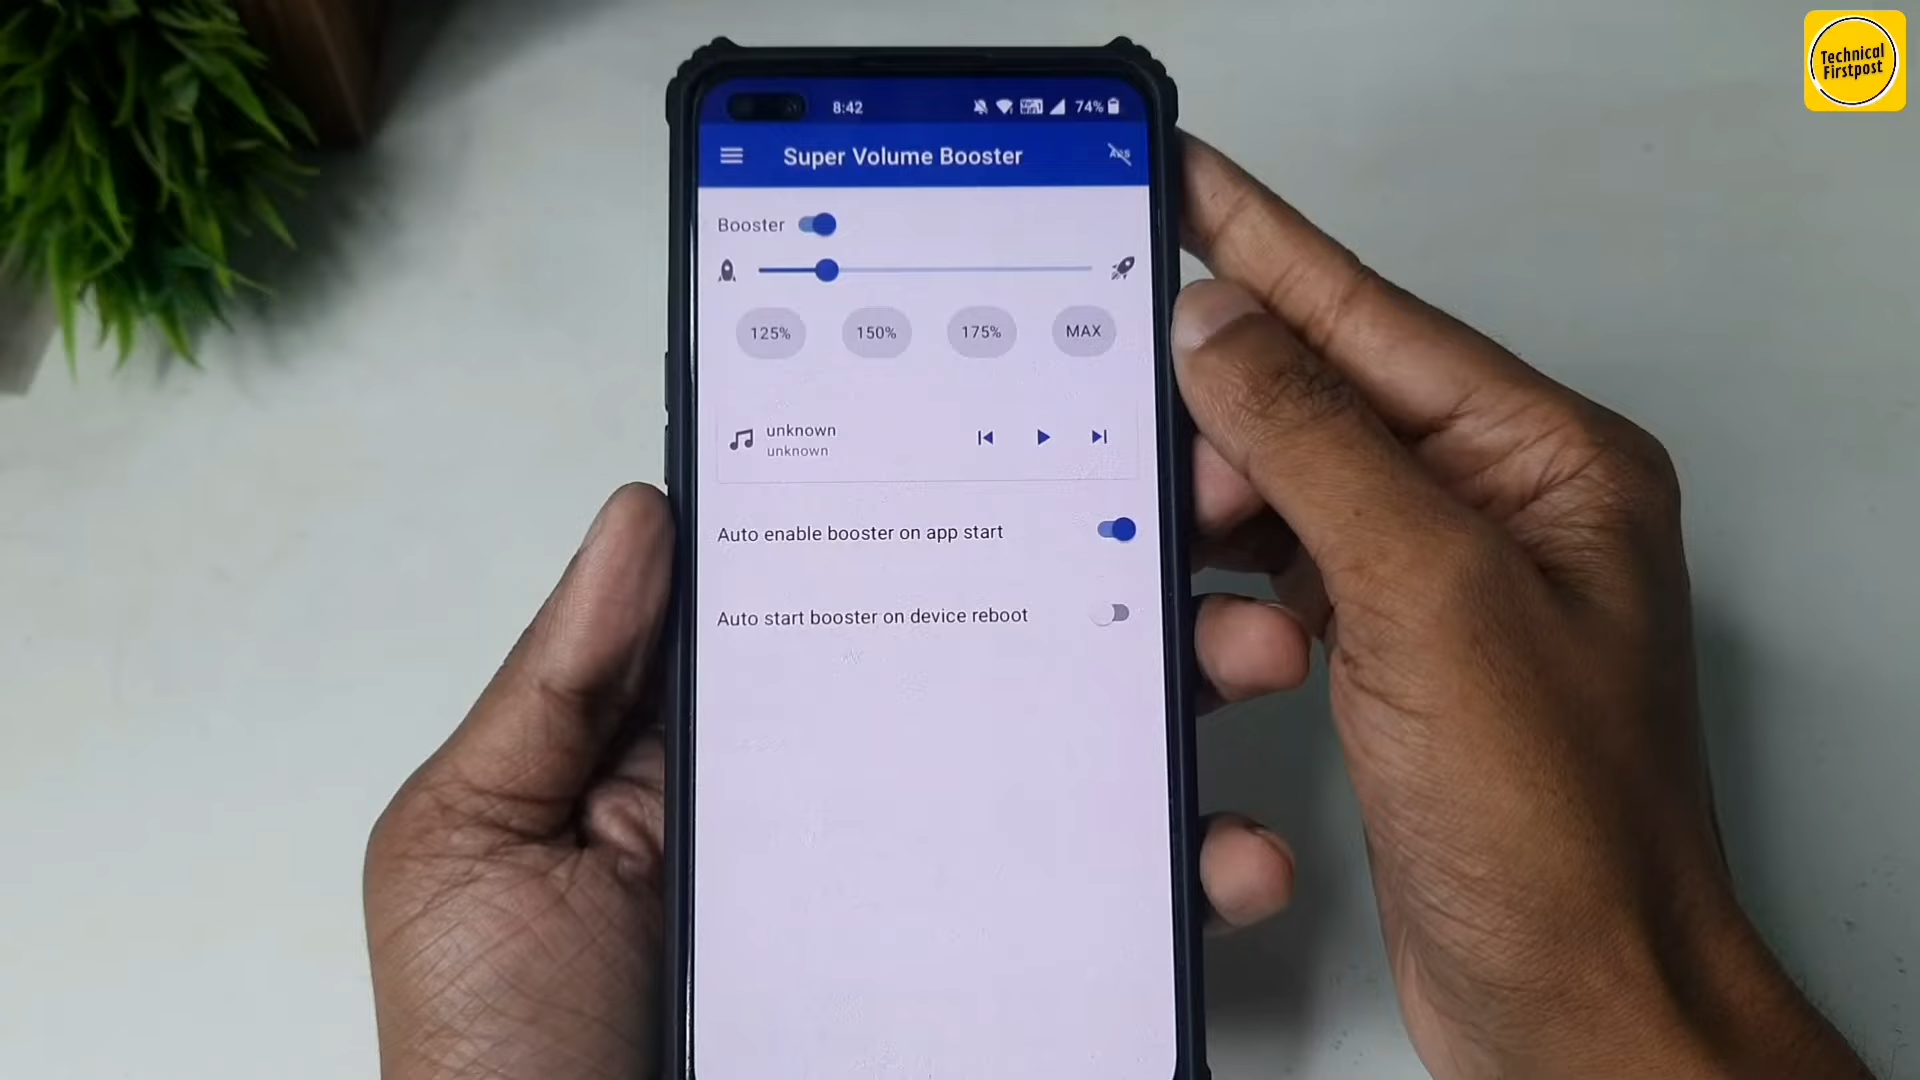 Technical
Firstpost
8:42
74%
Super Volume Booster
ADS
Booster
125%
150%
175%
MAX
unknown
unknown
Auto enable booster on app start
Auto start booster on device reboot